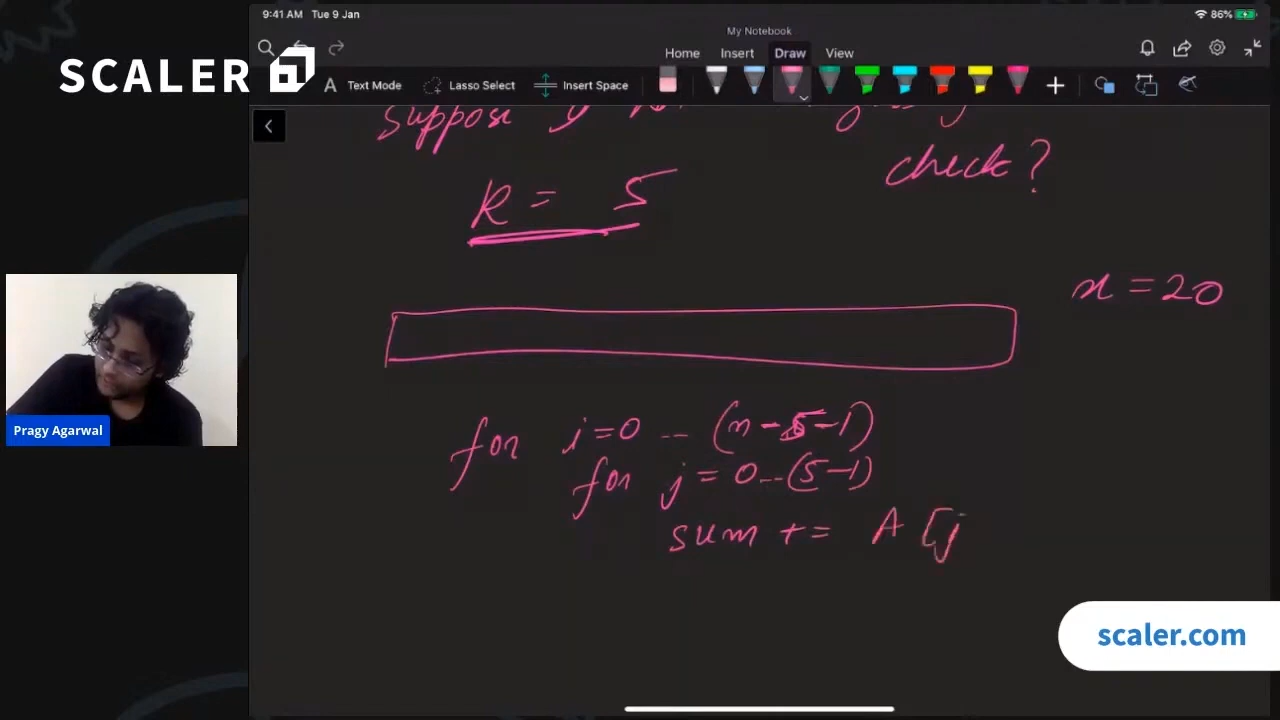 9:41 AM Tue 9 Jan
86%
My Notebook
SCALER
Home Insert Draw View
A Text Mode Lasso Select Insert Space
suppose
check?
K = 5
x = 20
for i=0 -- (n-5-1)
for j = 0--(5-1)
sum += A [j
Pragy Agarwal
scaler.com